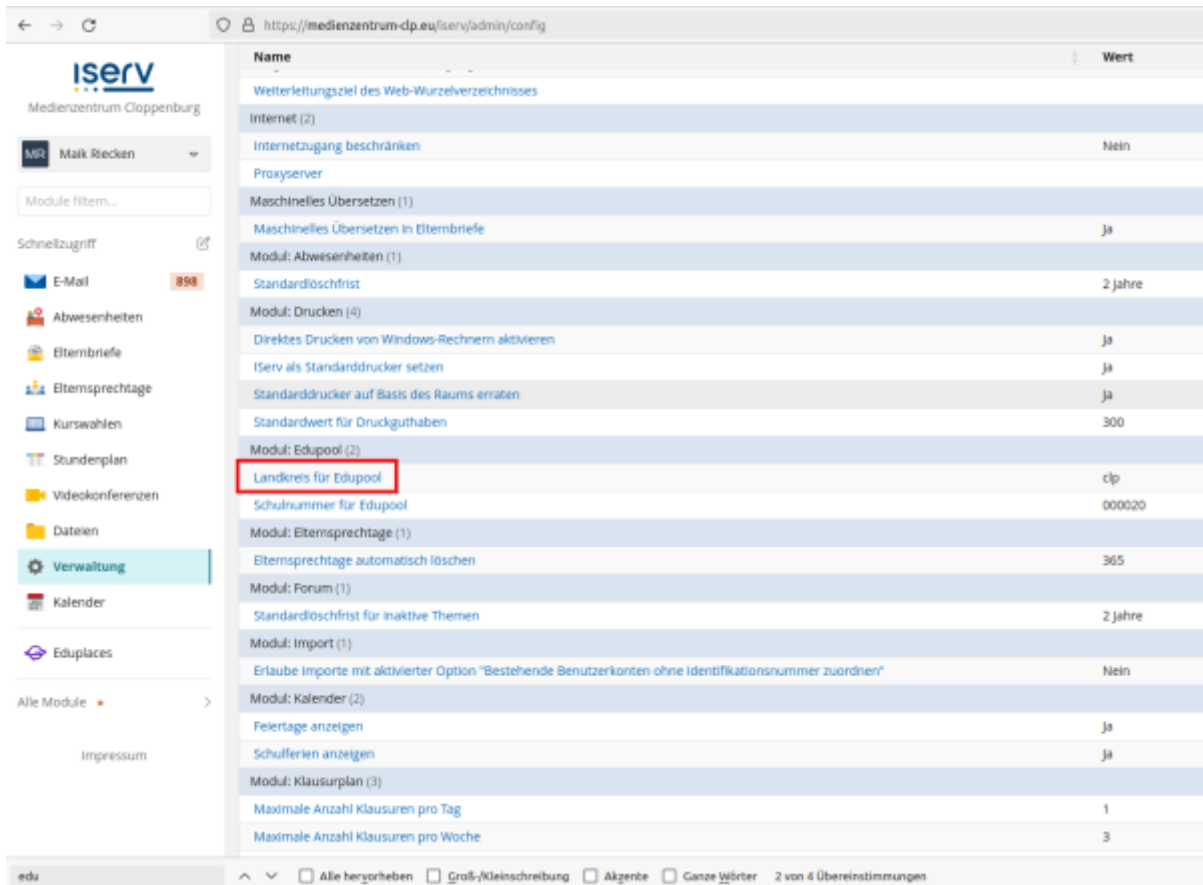 https://medienzentrum-clp.eu/iserv/admin/config
IServ
Medienzentrum Cloppenburg
MR Maik Riecken
Module filtern...
Schnellzugriff
E-Mail 898
Abwesenheiten
Elternbriefe
Elternsprechtage
Kurswahlen
Stundenplan
Videokonferenzen
Dateien
Verwaltung
Kalender
Eduplaces
Alle Module
Impressum
Name Wert
Weiterleitungsziel des Web-Wurzelverzeichnisses
Internet (2)
Internetzugang beschränken Nein
Proxyserver
Maschinelles Übersetzen (1)
Maschinelles Übersetzen in Elternbriefe Ja
Modul: Abwesenheiten (1)
Standardlöschfrist 2 Jahre
Modul: Drucken (4)
Direktes Drucken von Windows-Rechnern aktivieren Ja
IServ als Standarddrucker setzen Ja
Standarddrucker auf Basis des Raums erraten Ja
Standardwert für Druckguthaben 300
Modul: Edupool (2)
Landkreis für Edupool clp
Schulnummer für Edupool 000020
Modul: Elternsprechtage (1)
Elternsprechtage automatisch löschen 365
Modul: Forum (1)
Standardlöschfrist für inaktive Themen 2 Jahre
Modul: Import (1)
Erlaube Importe mit aktivierter Option "Bestehende Benutzerkonten ohne Identifikationsnummer zuordnen" Nein
Modul: Kalender (2)
Feiertage anzeigen Ja
Schulferien anzeigen Ja
Modul: Klausurplan (3)
Maximale Anzahl Klausuren pro Tag 1
Maximale Anzahl Klausuren pro Woche 3
edu Alle hervorheben Groß-/Kleinschreibung Akzente Ganze Wörter 2 von 4 Übereinstimmungen